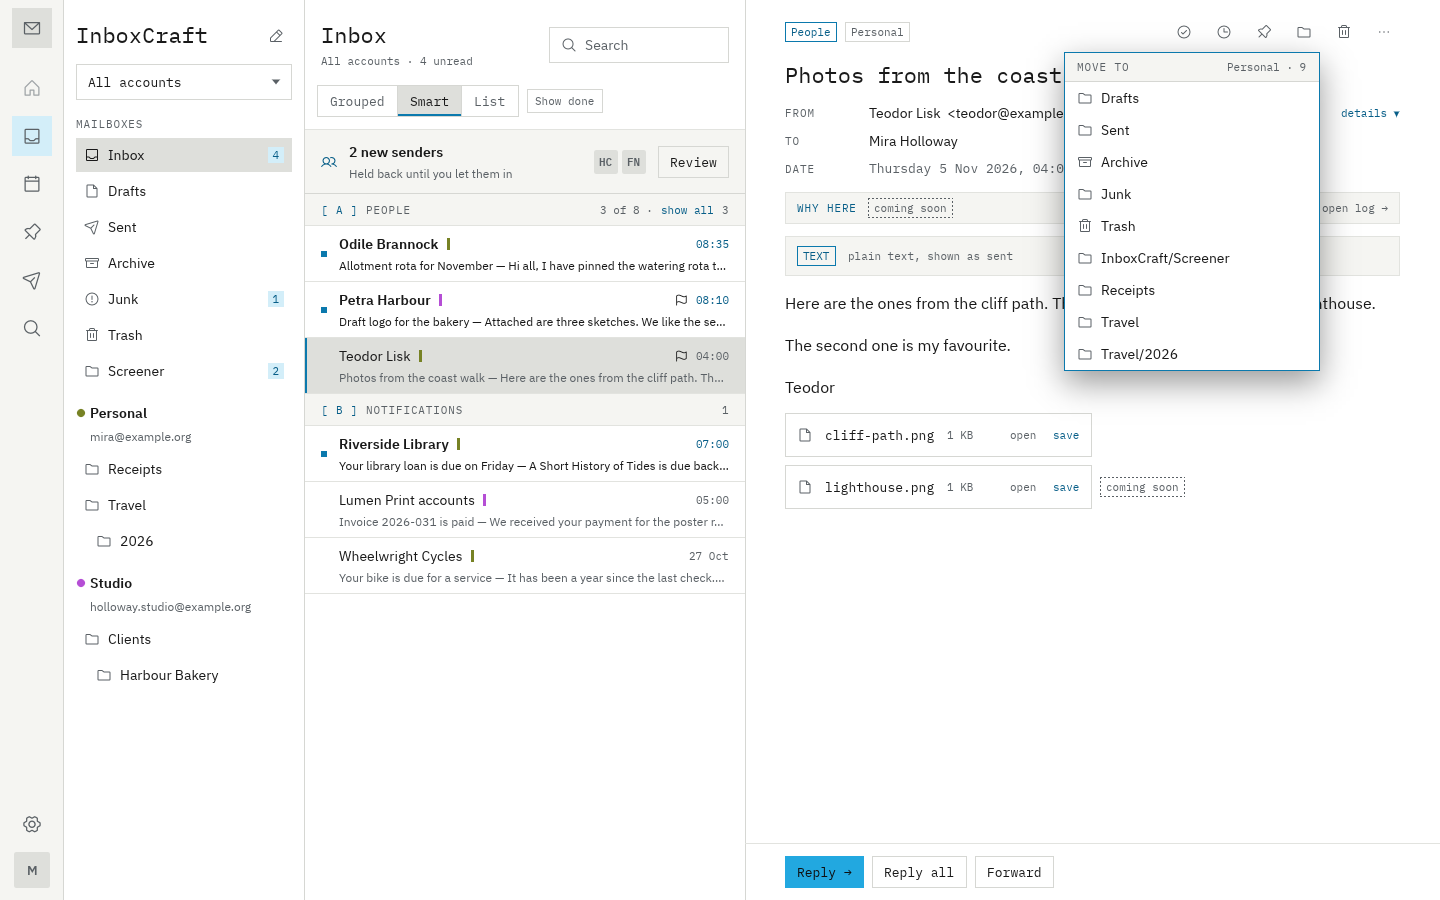 InboxCraft
All accounts
MAILBOXES
Inbox 4
Drafts
Sent
Archive
Junk 1
Trash
Screener 2
Personal
mira@example.org
Receipts
Travel
2026
Studio
holloway.studio@example.org
Clients
Harbour Bakery
M
Inbox
All accounts · 4 unread
Search
Grouped Smart List Show done
2 new senders
Held back until you let them in
HC FN Review
[ A ] PEOPLE 3 of 8 · show all 3
Odile Brannock 08:35
Allotment rota for November — Hi all, I have pinned the watering rota t...
Petra Harbour 08:10
Draft logo for the bakery — Attached are three sketches. We like the se...
Teodor Lisk 04:00
Photos from the coast walk — Here are the ones from the cliff path. Th...
[ B ] NOTIFICATIONS 1
Riverside Library 07:00
Your library loan is due on Friday — A Short History of Tides is due back...
Lumen Print accounts 05:00
Invoice 2026-031 is paid — We received your payment for the poster r...
Wheelwright Cycles 27 Oct
Your bike is due for a service — It has been a year since the last check....
People Personal
Photos from the coast
FROM Teodor Lisk <teodor@example details ▾
TO Mira Holloway
DATE Thursday 5 Nov 2026, 04:0
WHY HERE coming soon open log →
TEXT plain text, shown as sent
Here are the ones from the cliff path.
The second one is my favourite.
Teodor
cliff-path.png 1 KB open save
lighthouse.png 1 KB open save coming soon
MOVE TO Personal · 9
Drafts
Sent
Archive
Junk
Trash
InboxCraft/Screener
Receipts
Travel
Travel/2026
Reply → Reply all Forward